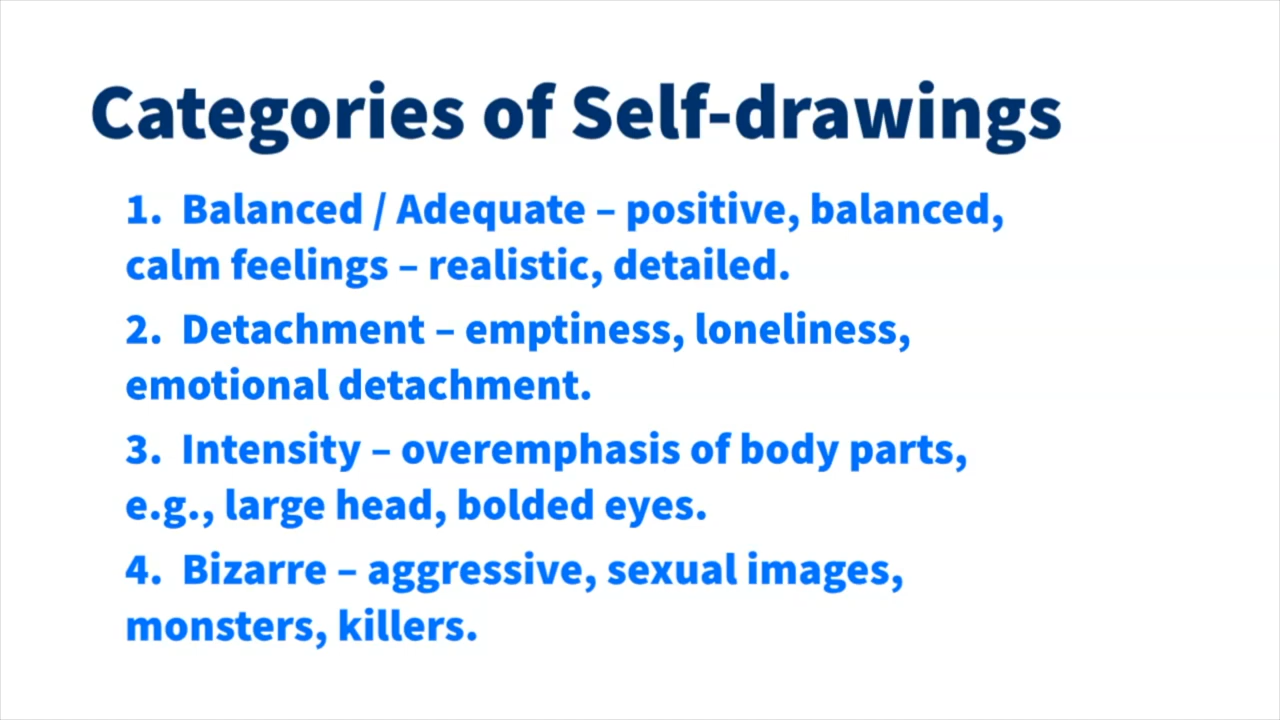 Categories of Self-drawings
1. Balanced / Adequate – positive, balanced,
calm feelings – realistic, detailed.
2. Detachment – emptiness, loneliness,
emotional detachment.
3. Intensity – overemphasis of body parts,
e.g., large head, bolded eyes.
4. Bizarre – aggressive, sexual images,
monsters, killers.